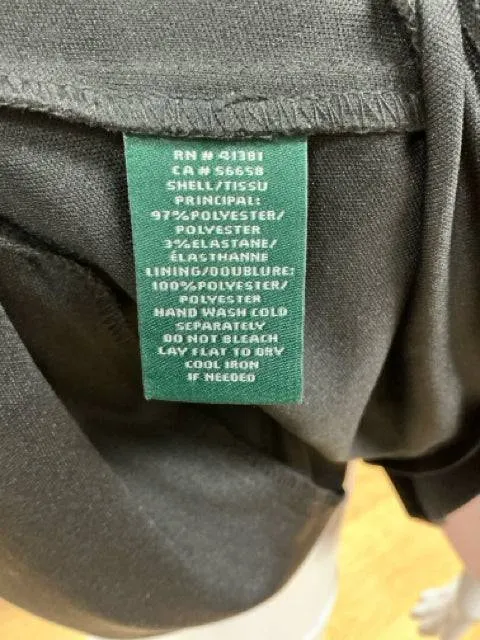 RN # 41381
CA # 56658
SHELL/TISSU
PRINCIPAL:
97%POLYESTER/
POLYESTER
3%ELASTANE/
ÉLASTHANNE
LINING/DOUBLURE:
100%POLYESTER/
POLYESTER
HAND WASH COLD
SEPARATELY
DO NOT BLEACH
LAY FLAT TO DRY
COOL IRON
IF NEEDED